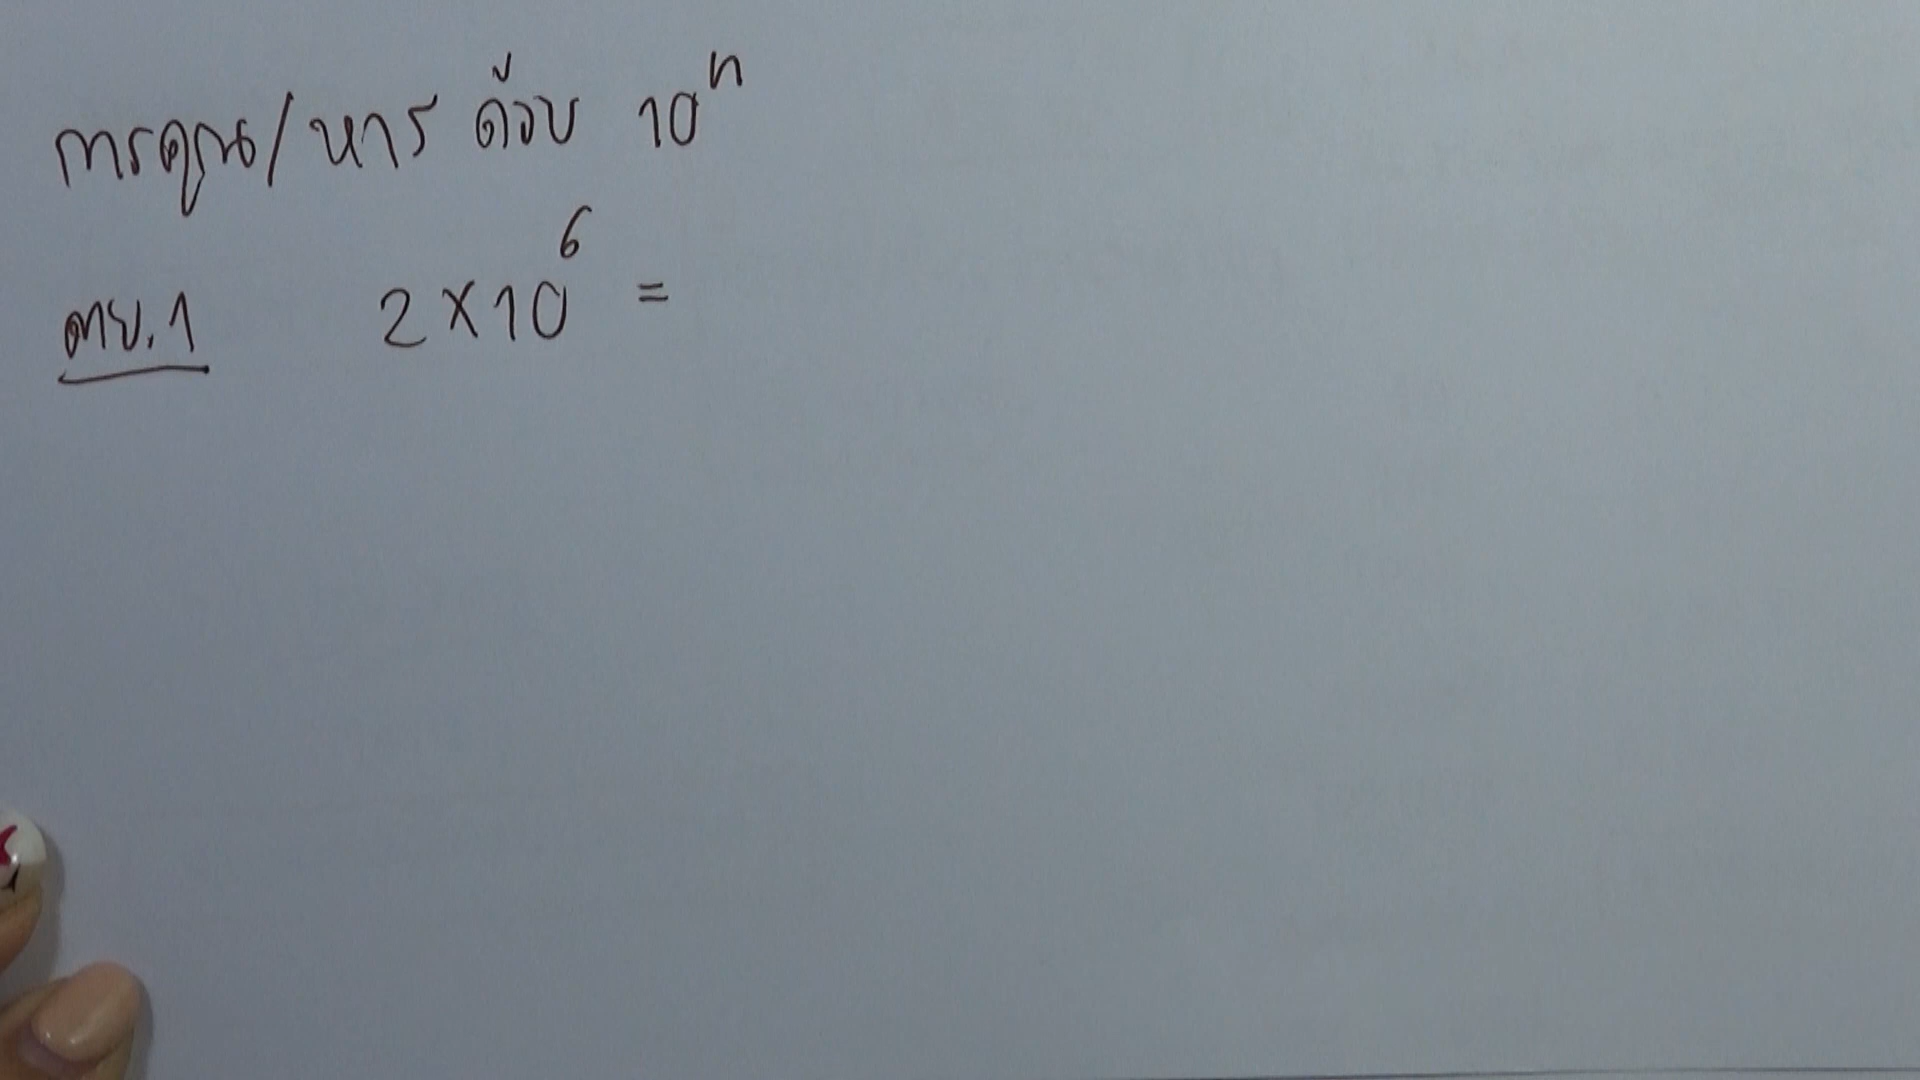 การคูณ/หาร ด้วย 10ⁿ
ตย.1 2×10⁶ =